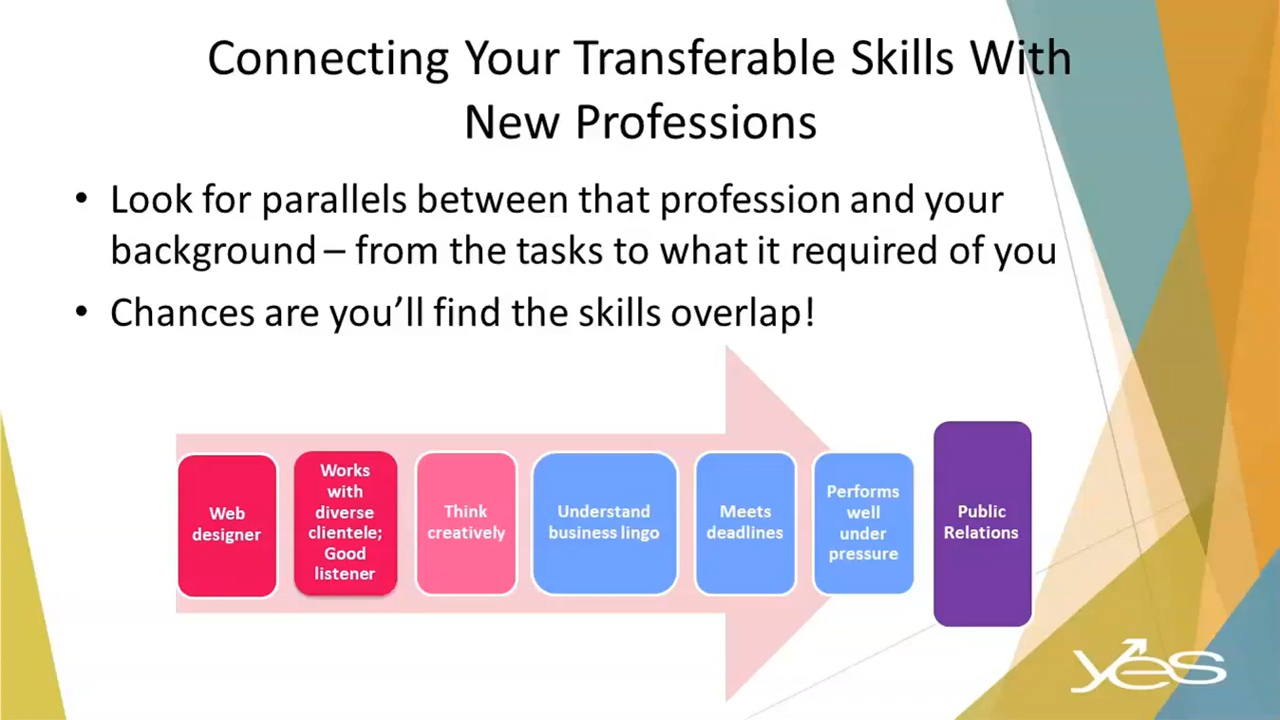 Connecting Your Transferable Skills With
New Professions
• Look for parallels between that profession and your
background – from the tasks to what it required of you
• Chances are you’ll find the skills overlap!
Web
designer
Works
with
diverse
clientele;
Good
listener
Think
creatively
Understand
business lingo
Meets
deadlines
Performs
well
under
pressure
Public
Relations
yes